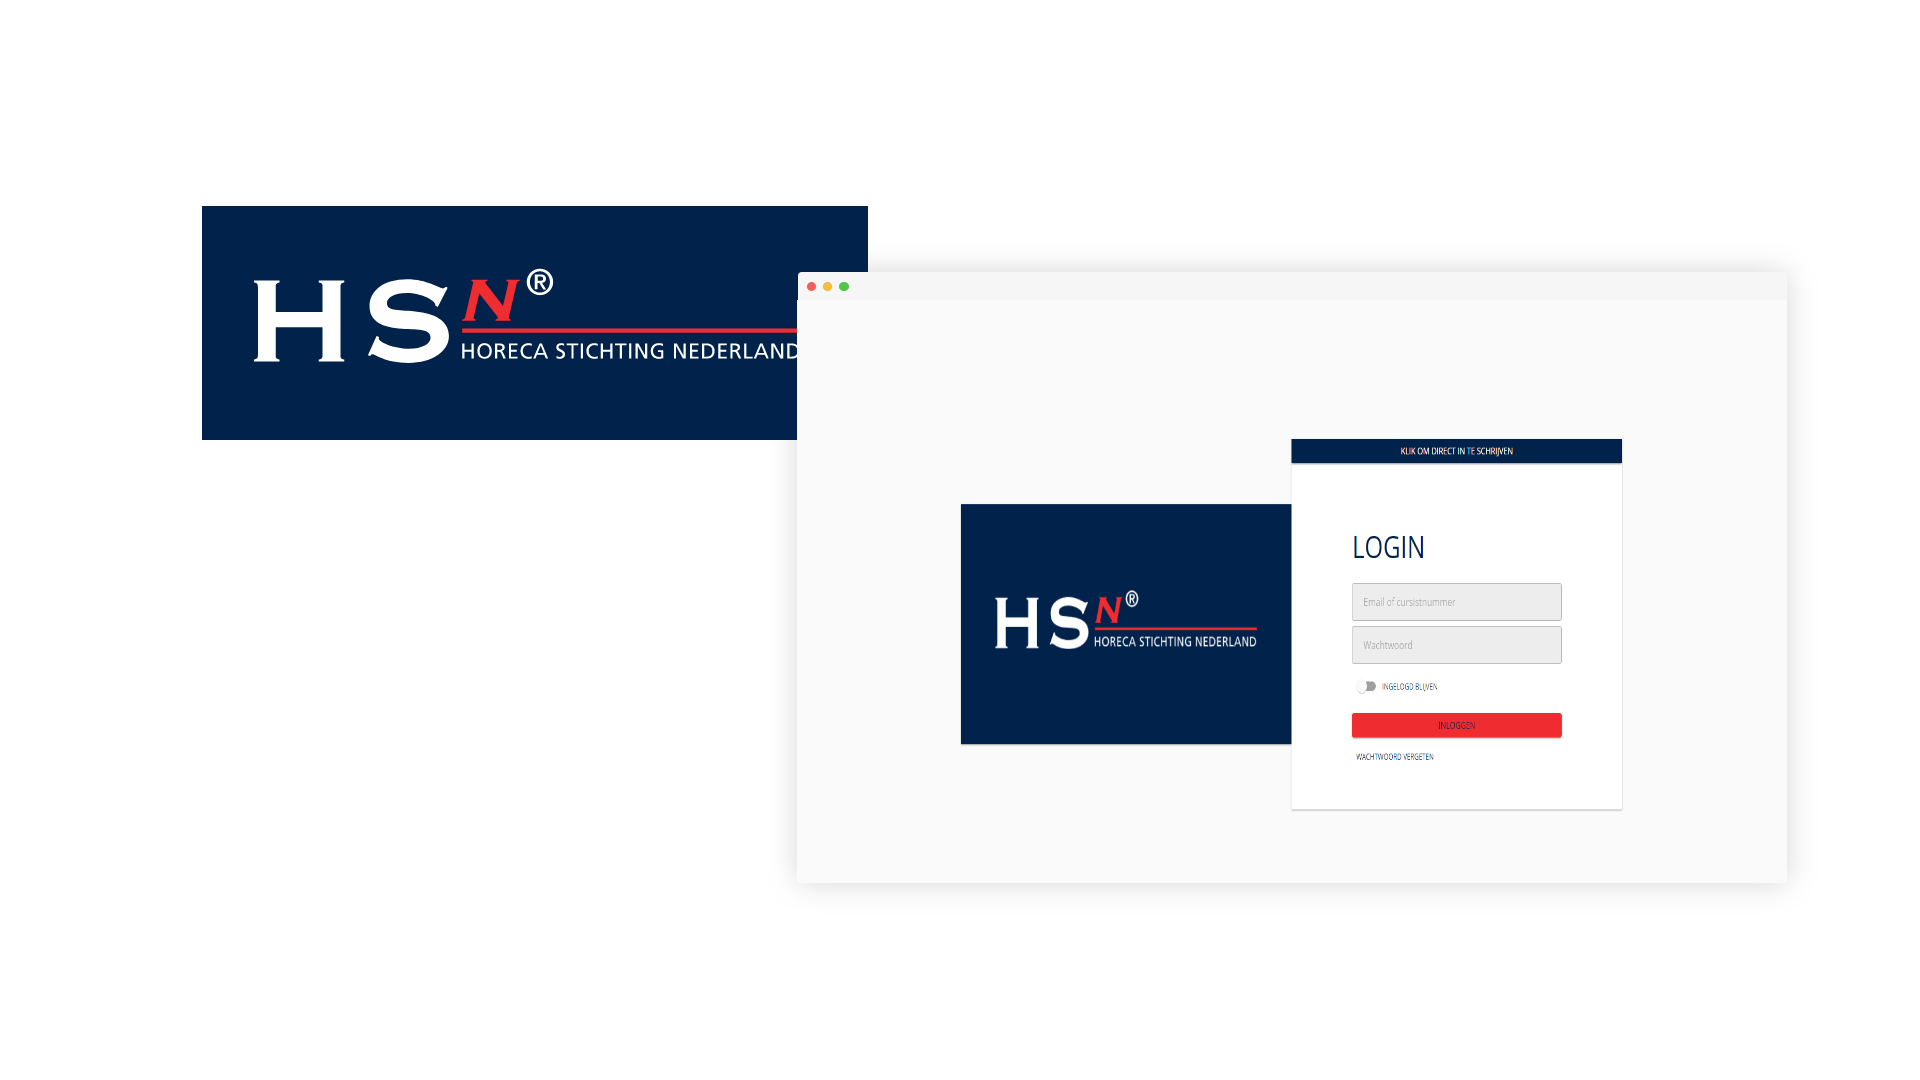 HSN®
HORECA STICHTING NEDERLAND
KLIK OM DIRECT IN TE SCHRIJVEN
HSN®
HORECA STICHTING NEDERLAND
LOGIN
Email of cursistnummer
Wachtwoord
INGELOGD BLIJVEN
INLOGGEN
WACHTWOORD VERGETEN